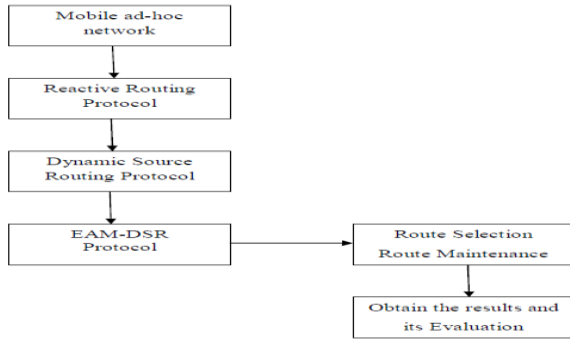 Mobile ad-hoc
network
Reactive Routing
Protocol
Dynamic Source
Routing Protocol
EAM-DSR
Protocol
Route Selection
Route Maintenance
Obtain the results and
its Evaluation